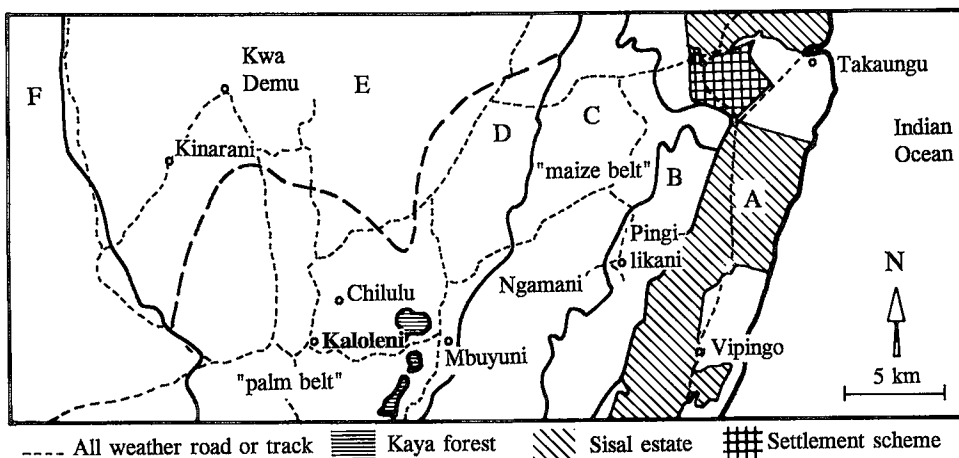 Kwa
Demu
F
E
Takaungu
Kinarani
D
C
"maize belt"
Indian
Ocean
B
A
Pingi-
likani
Ngamani
N
Chilulu
Kaloleni
Mbuyuni
Vipingo
"palm belt"
5 km
All weather road or track
Kaya forest
Sisal estate
Settlement scheme